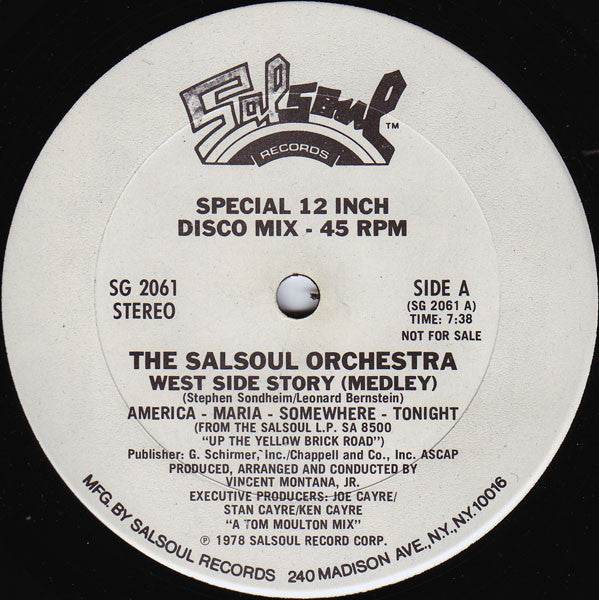 Salsoul™
RECORDS
SPECIAL 12 INCH
DISCO MIX - 45 RPM
SG 2061
STEREO
SIDE A
(SG 2061 A)
TIME: 7:38
NOT FOR SALE
THE SALSOUL ORCHESTRA
WEST SIDE STORY (MEDLEY)
(Stephen Sondheim/Leonard Bernstein)
AMERICA - MARIA - SOMEWHERE - TONIGHT
(FROM THE SALSOUL L.P. SA 8500
"UP THE YELLOW BRICK ROAD")
Publisher: G. Schirmer, Inc./Chappell and Co., Inc. ASCAP
PRODUCED, ARRANGED AND CONDUCTED BY
VINCENT MONTANA, JR.
EXECUTIVE PRODUCERS: JOE CAYRE/
STAN CAYRE/KEN CAYRE
"A TOM MOULTON MIX"
℗ 1978 SALSOUL RECORD CORP.
MFG. BY SALSOUL RECORDS 240 MADISON AVE., N.Y., N.Y. 10016